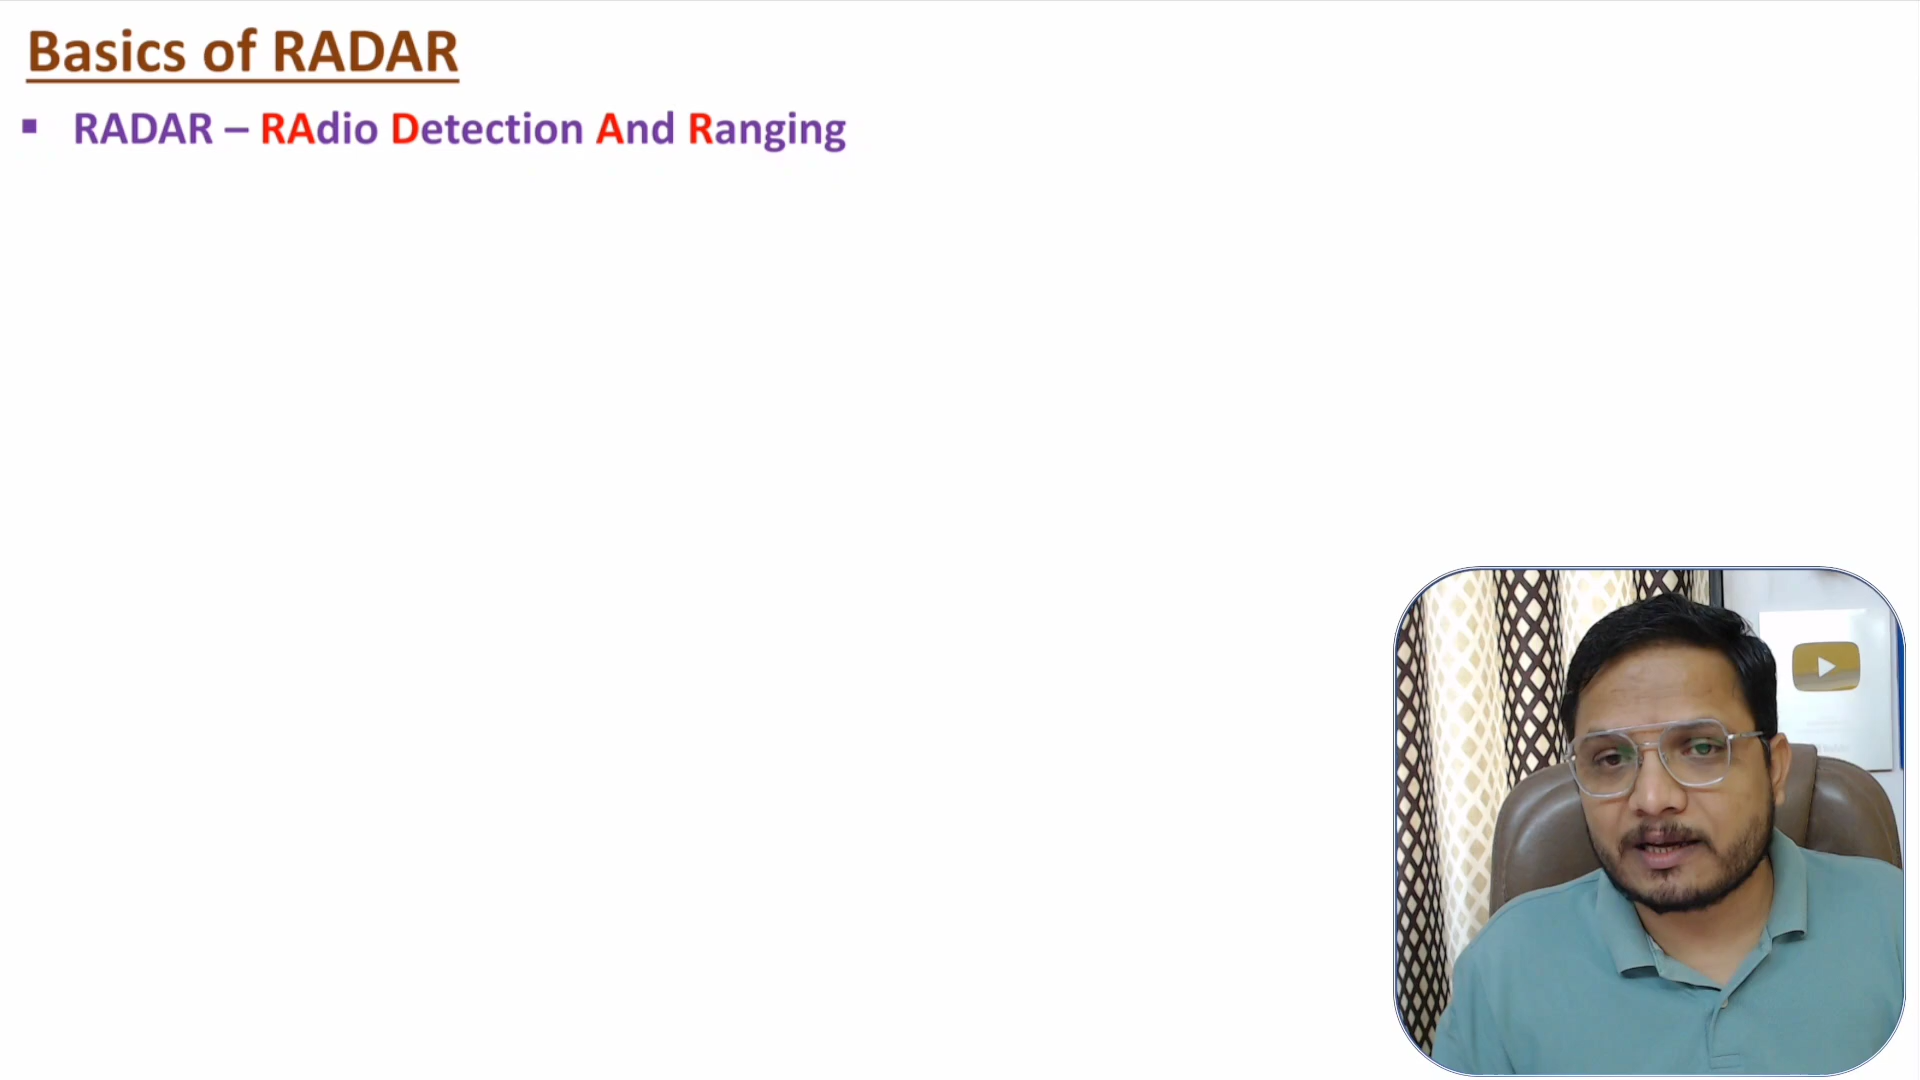 Basics of RADAR
▪ RADAR – RAdio Detection And Ranging